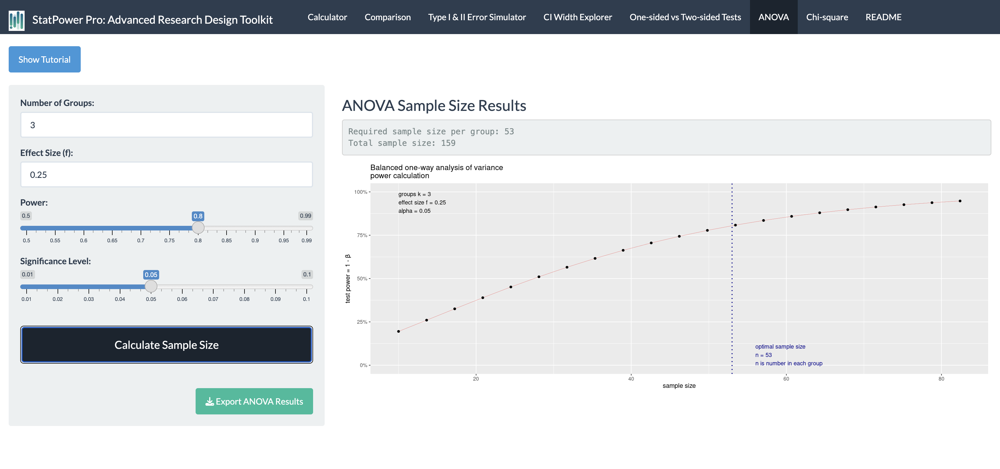 StatPower Pro: Advanced Research Design Toolkit
Calculator
Comparison
Type I & II Error Simulator
CI Width Explorer
One-sided vs Two-sided Tests
ANOVA
Chi-square
README
Show Tutorial
Number of Groups:
3
Effect Size (f):
0.25
Power:
0.5 0.8 0.99
0.5 0.55 0.6 0.65 0.7 0.75 0.8 0.85 0.9 0.95 0.99
Significance Level:
0.01 0.05 0.1
0.01 0.02 0.03 0.04 0.05 0.06 0.07 0.08 0.09 0.1
Calculate Sample Size
Export ANOVA Results
ANOVA Sample Size Results
Required sample size per group: 53
Total sample size: 159
Balanced one-way analysis of variance
power calculation
groups k = 3
effect size f = 0.25
alpha = 0.05
100%
75%
50%
25%
0%
test power = 1 - β
optimal sample size
n = 53
n is number in each group
20 40 60 80
sample size